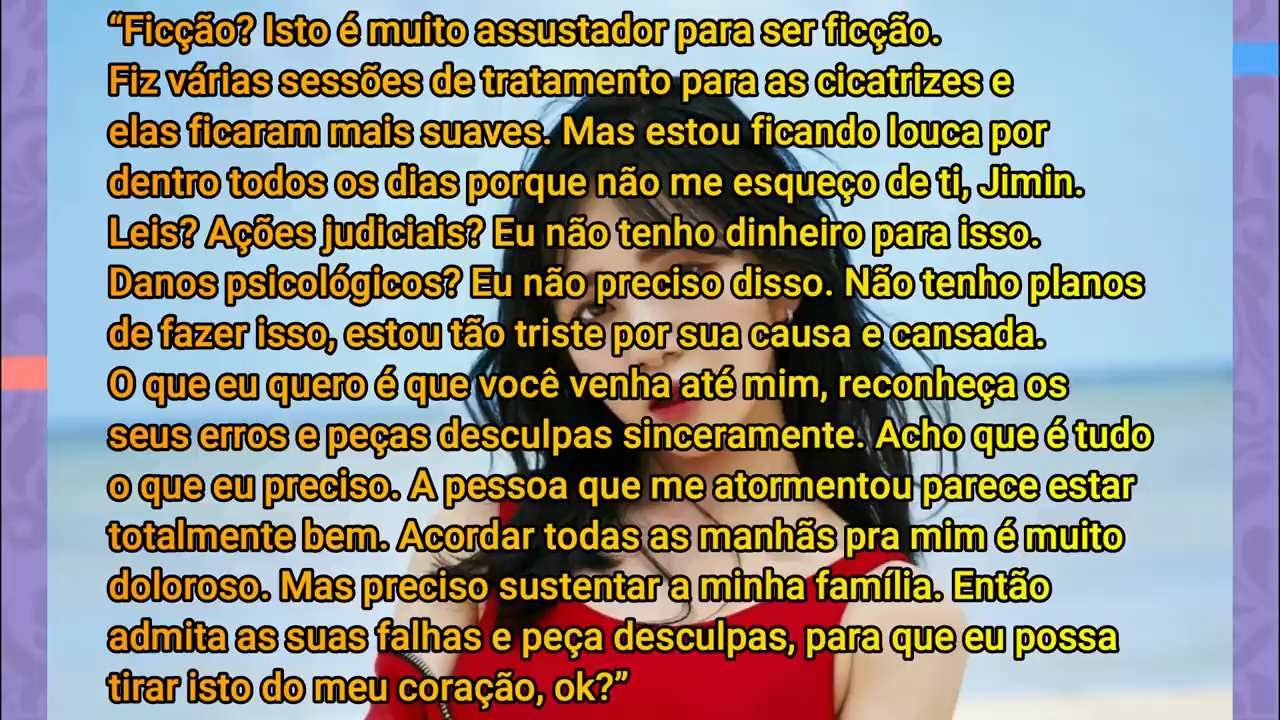 “Ficção? Isto é muito assustador para ser ficção.
Fiz várias sessões de tratamento para as cicatrizes e
elas ficaram mais suaves. Mas estou ficando louca por
dentro todos os dias porque não me esqueço de ti, Jimin.
Leis? Ações judiciais? Eu não tenho dinheiro para isso.
Danos psicológicos? Eu não preciso disso. Não tenho planos
de fazer isso, estou tão triste por sua causa e cansada.
O que eu quero é que você venha até mim, reconheça os
seus erros e peças desculpas sinceramente. Acho que é tudo
o que eu preciso. A pessoa que me atormentou parece estar
totalmente bem. Acordar todas as manhãs pra mim é muito
doloroso. Mas preciso sustentar a minha família. Então
admita as suas falhas e peça desculpas, para que eu possa
tirar isto do meu coração, ok?”